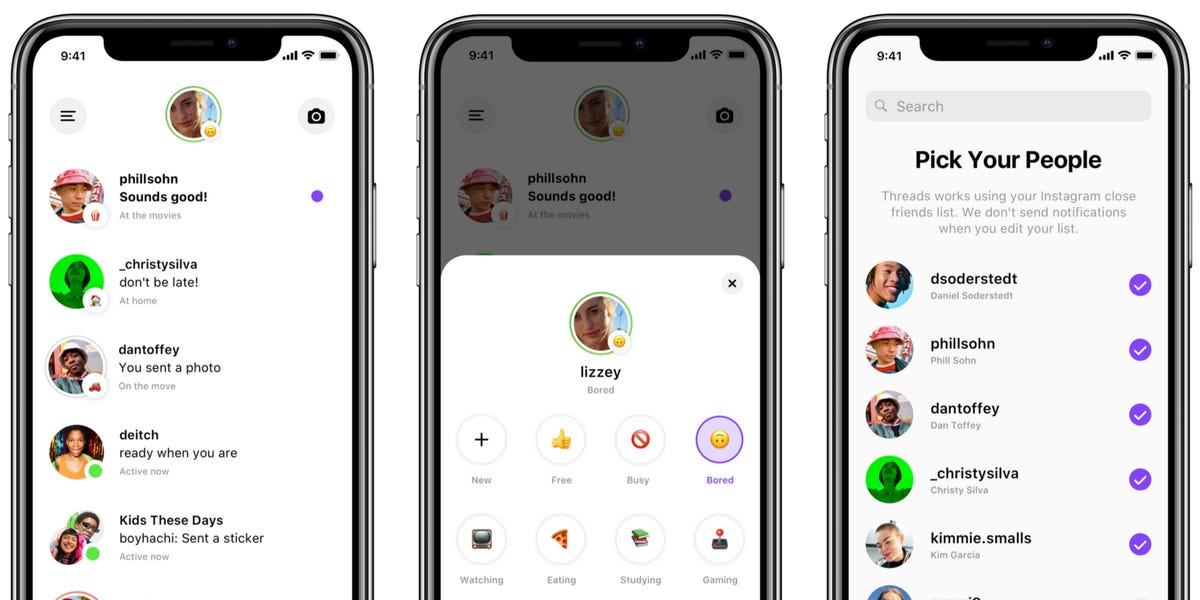 9:41
phillsohn
Sounds good!
At the movies
_christysilva
don't be late!
At home
dantoffey
You sent a photo
On the move
deitch
ready when you are
Active now
Kids These Days
boyhachi: Sent a sticker
Active now
9:41
phillsohn
Sounds good!
At the movies
lizzey
Bored
New Free Busy Bored
Watching Eating Studying Gaming
9:41
Search
Pick Your People
Threads works using your Instagram close
friends list. We don't send notifications
when you edit your list.
dsoderstedt
Daniel Soderstedt
phillsohn
Phill Sohn
dantoffey
Dan Toffey
_christysilva
Christy Silva
kimmie.smalls
Kim Garcia